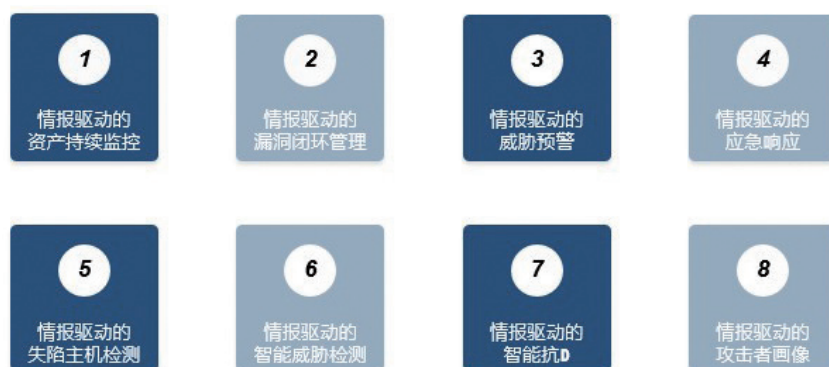 1
情报驱动的
资产持续监控
2
情报驱动的
漏洞闭环管理
3
情报驱动的
威胁预警
4
情报驱动的
应急响应
5
情报驱动的
失陷主机检测
6
情报驱动的
智能威胁检测
7
情报驱动的
智能抗D
8
情报驱动的
攻击者画像